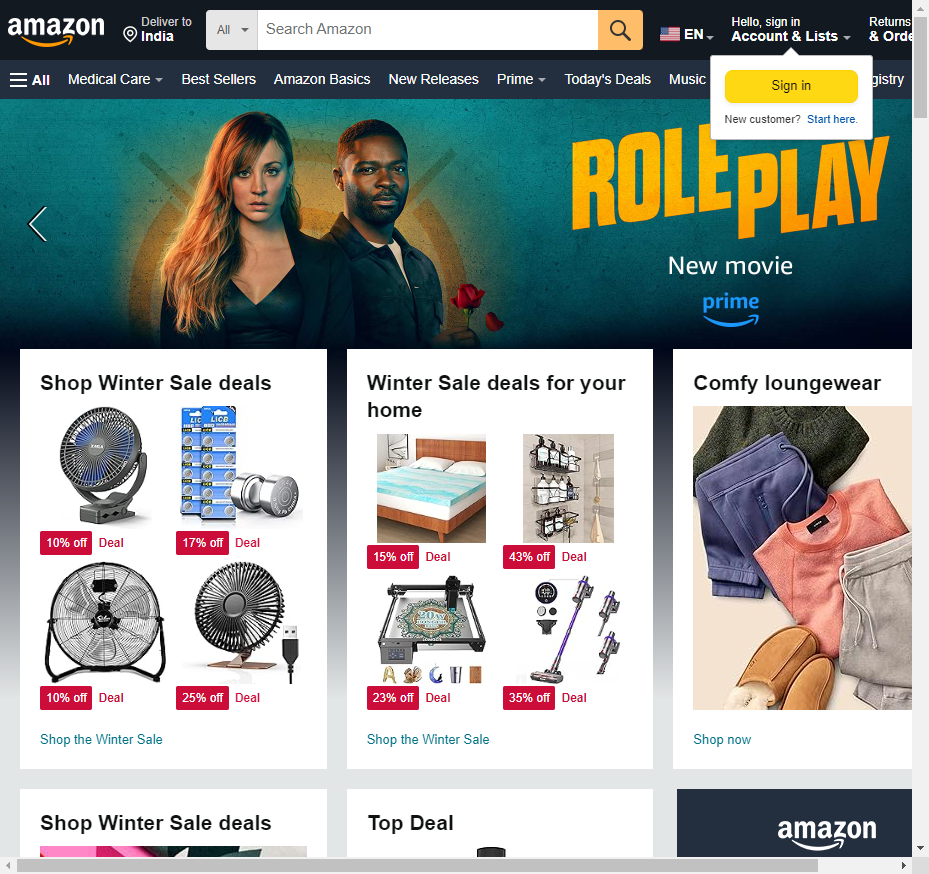 amazon
Deliver to
India
All
Search Amazon
EN
Hello, sign in
Account & Lists
Returns
& Orde
All
Medical Care
Best Sellers
Amazon Basics
New Releases
Prime
Today's Deals
Music
gistry
Sign in
New customer? Start here.
ROLE PLAY
New movie
prime
Shop Winter Sale deals
10% off Deal
17% off Deal
10% off Deal
25% off Deal
Shop the Winter Sale
Winter Sale deals for your
home
15% off Deal
43% off Deal
23% off Deal
35% off Deal
Shop the Winter Sale
Comfy loungewear
Shop now
Shop Winter Sale deals
Top Deal
amazon